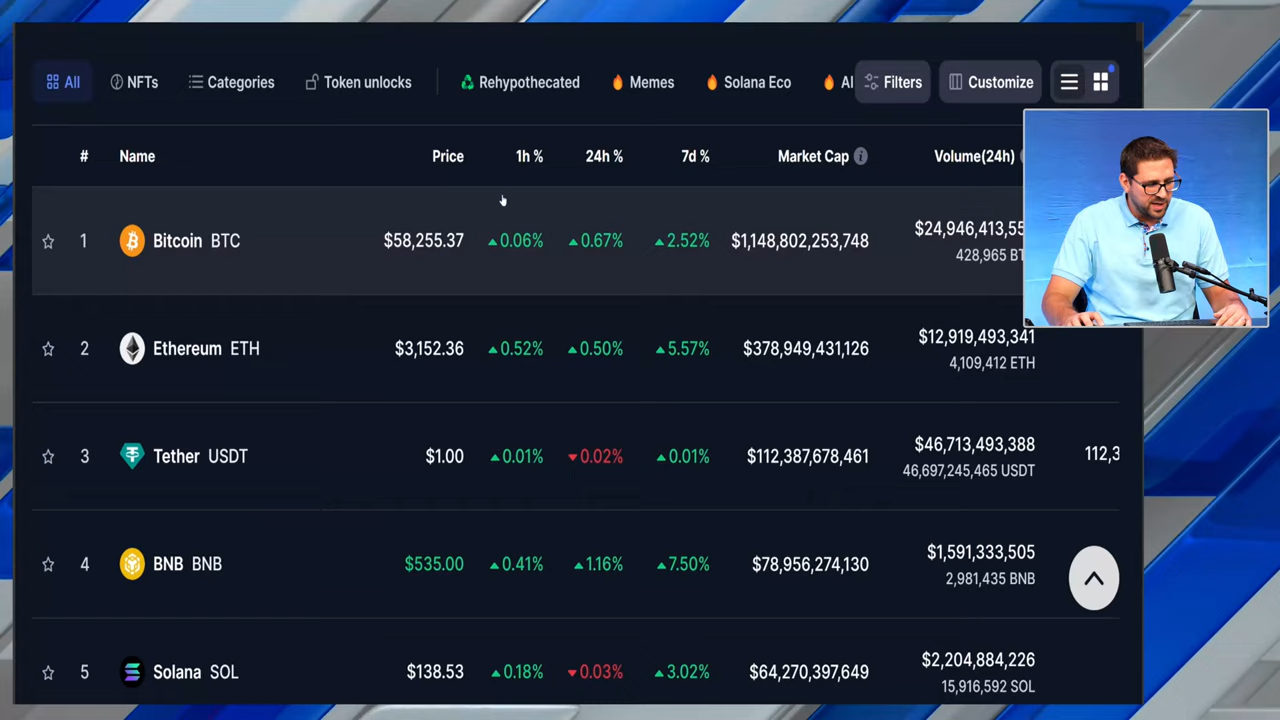 All NFTs Categories Token unlocks Rehypothecated Memes Solana Eco AI Filters Customize
# Name Price 1h % 24h % 7d % Market Cap Volume(24h)
1 Bitcoin BTC $58,255.37 0.06% 0.67% 2.52% $1,148,802,253,748 $24,946,413,55
428,965 BT
2 Ethereum ETH $3,152.36 0.52% 0.50% 5.57% $378,949,431,126 $12,919,493,341
4,109,412 ETH
3 Tether USDT $1.00 0.01% 0.02% 0.01% $112,387,678,461 $46,713,493,388 112,3
46,697,245,465 USDT
4 BNB BNB $535.00 0.41% 1.16% 7.50% $78,956,274,130 $1,591,333,505
2,981,435 BNB
5 Solana SOL $138.53 0.18% 0.03% 3.02% $64,270,397,649 $2,204,884,226
15,916,592 SOL